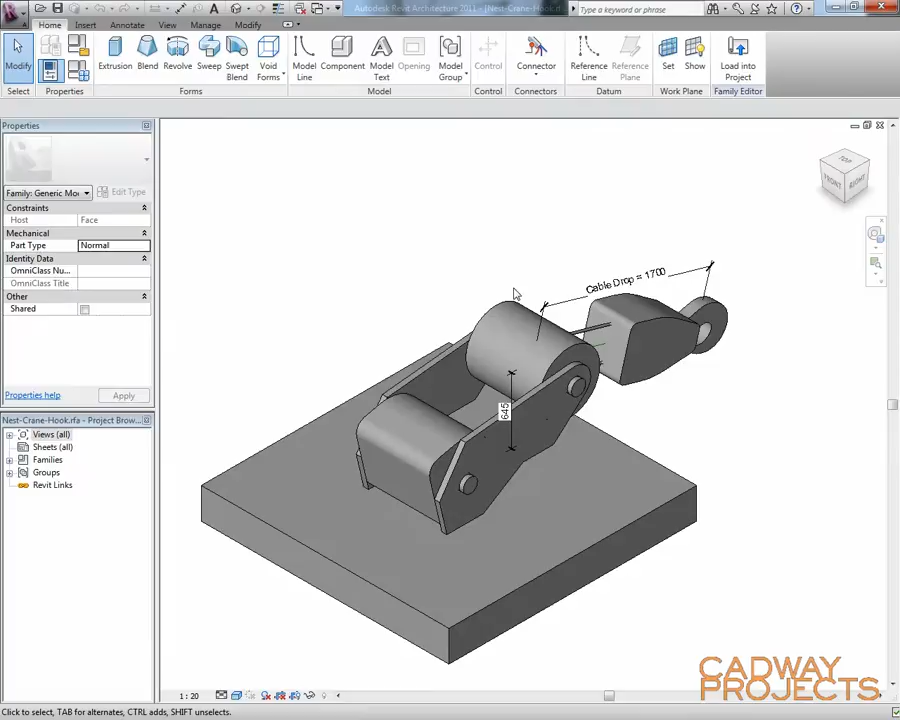 Autodesk Revit Architecture 2011 - [Nest-Crane-Hook.rfa
Type a keyword or phrase
Home Insert Annotate View Manage Modify
Modify
Extrusion Blend Revolve Sweep Swept Blend Void Forms
Model Line Component Model Text Opening Model Group
Control Connector
Reference Line Reference Plane
Set Show Load into Project
Select Properties Forms Model Control Connectors Datum Work Plane Family Editor
Properties
Family: Generic Mo Edit Type
Constraints
Host Face
Mechanical
Part Type Normal
Identity Data
OmniClass Nu...
OmniClass Title
Other
Shared
Properties help Apply
Nest-Crane-Hook.rfa - Project Brow...
Views (all)
Sheets (all)
Families
Groups
Revit Links
TOP
FRONT RIGHT
Cable Drop = 1700
645
1 : 20
Click to select, TAB for alternates, CTRL adds, SHIFT unselects.
CADWAY
PROJECTS